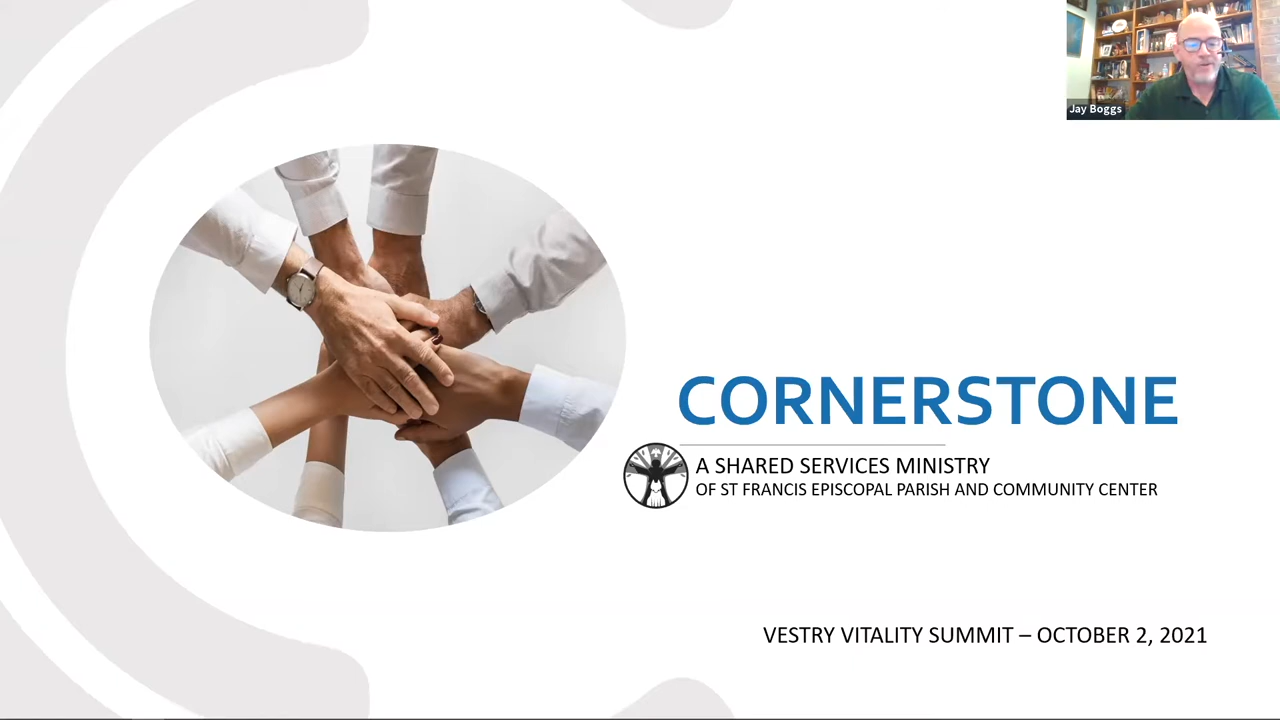 Jay Boggs
CORNERSTONE
A SHARED SERVICES MINISTRY
OF ST FRANCIS EPISCOPAL PARISH AND COMMUNITY CENTER
VESTRY VITALITY SUMMIT – OCTOBER 2, 2021